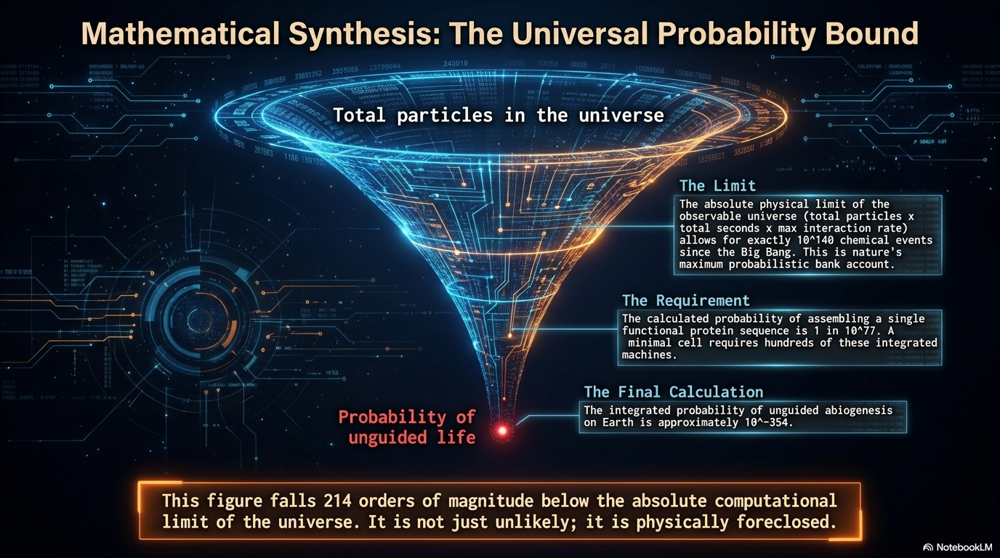 Mathematical Synthesis: The Universal Probability Bound
Total particles in the universe
The Limit
The absolute physical limit of the
observable universe (total particles x
total seconds x max interaction rate)
allows for exactly 10^140 chemical events
since the Big Bang. This is nature's
maximum probabilistic bank account.
The Requirement
The calculated probability of assembling a single
functional protein sequence is 1 in 10^77. A
minimal cell requires hundreds of these integrated
machines.
The Final Calculation
The integrated probability of unguided abiogenesis
on Earth is approximately 10^-354.
Probability of
unguided life
This figure falls 214 orders of magnitude below the absolute computational
limit of the universe. It is not just unlikely; it is physically foreclosed.
NotebookLM